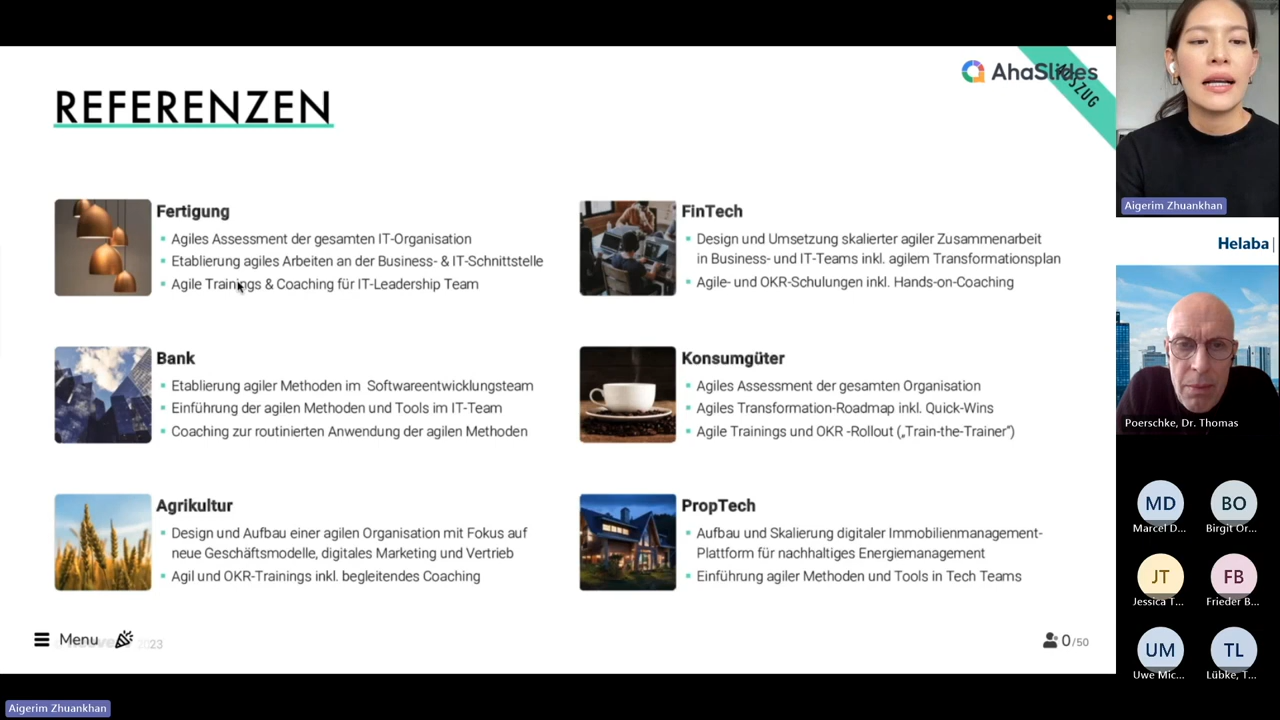 REFERENZEN
AhaSlides
AUSZUG
Fertigung
Agiles Assessment der gesamten IT-Organisation
Etablierung agiles Arbeiten an der Business- & IT-Schnittstelle
Agile Trainings & Coaching für IT-Leadership Team
Bank
Etablierung agiler Methoden im Softwareentwicklungsteam
Einführung der agilen Methoden und Tools im IT-Team
Coaching zur routinierten Anwendung der agilen Methoden
Agrikultur
Design und Aufbau einer agilen Organisation mit Fokus auf
neue Geschäftsmodelle, digitales Marketing und Vertrieb
Agil und OKR-Trainings inkl. begleitendes Coaching
FinTech
Design und Umsetzung skalierter agiler Zusammenarbeit
in Business- und IT-Teams inkl. agilem Transformationsplan
Agile- und OKR-Schulungen inkl. Hands-on-Coaching
Konsumgüter
Agiles Assessment der gesamten Organisation
Agiles Transformation-Roadmap inkl. Quick-Wins
Agile Trainings und OKR -Rollout („Train-the-Trainer“)
PropTech
Aufbau und Skalierung digitaler Immobilienmanagement-
Plattform für nachhaltiges Energiemanagement
Einführung agiler Methoden und Tools in Tech Teams
Menu
2023
0/50
Aigerim Zhuankhan
Aigerim Zhuankhan
Helaba
Poerschke, Dr. Thomas
MD
Marcel D...
BO
Birgit Or...
JT
Jessica T...
FB
Frieder B...
UM
Uwe Mic...
TL
Lübke, T...